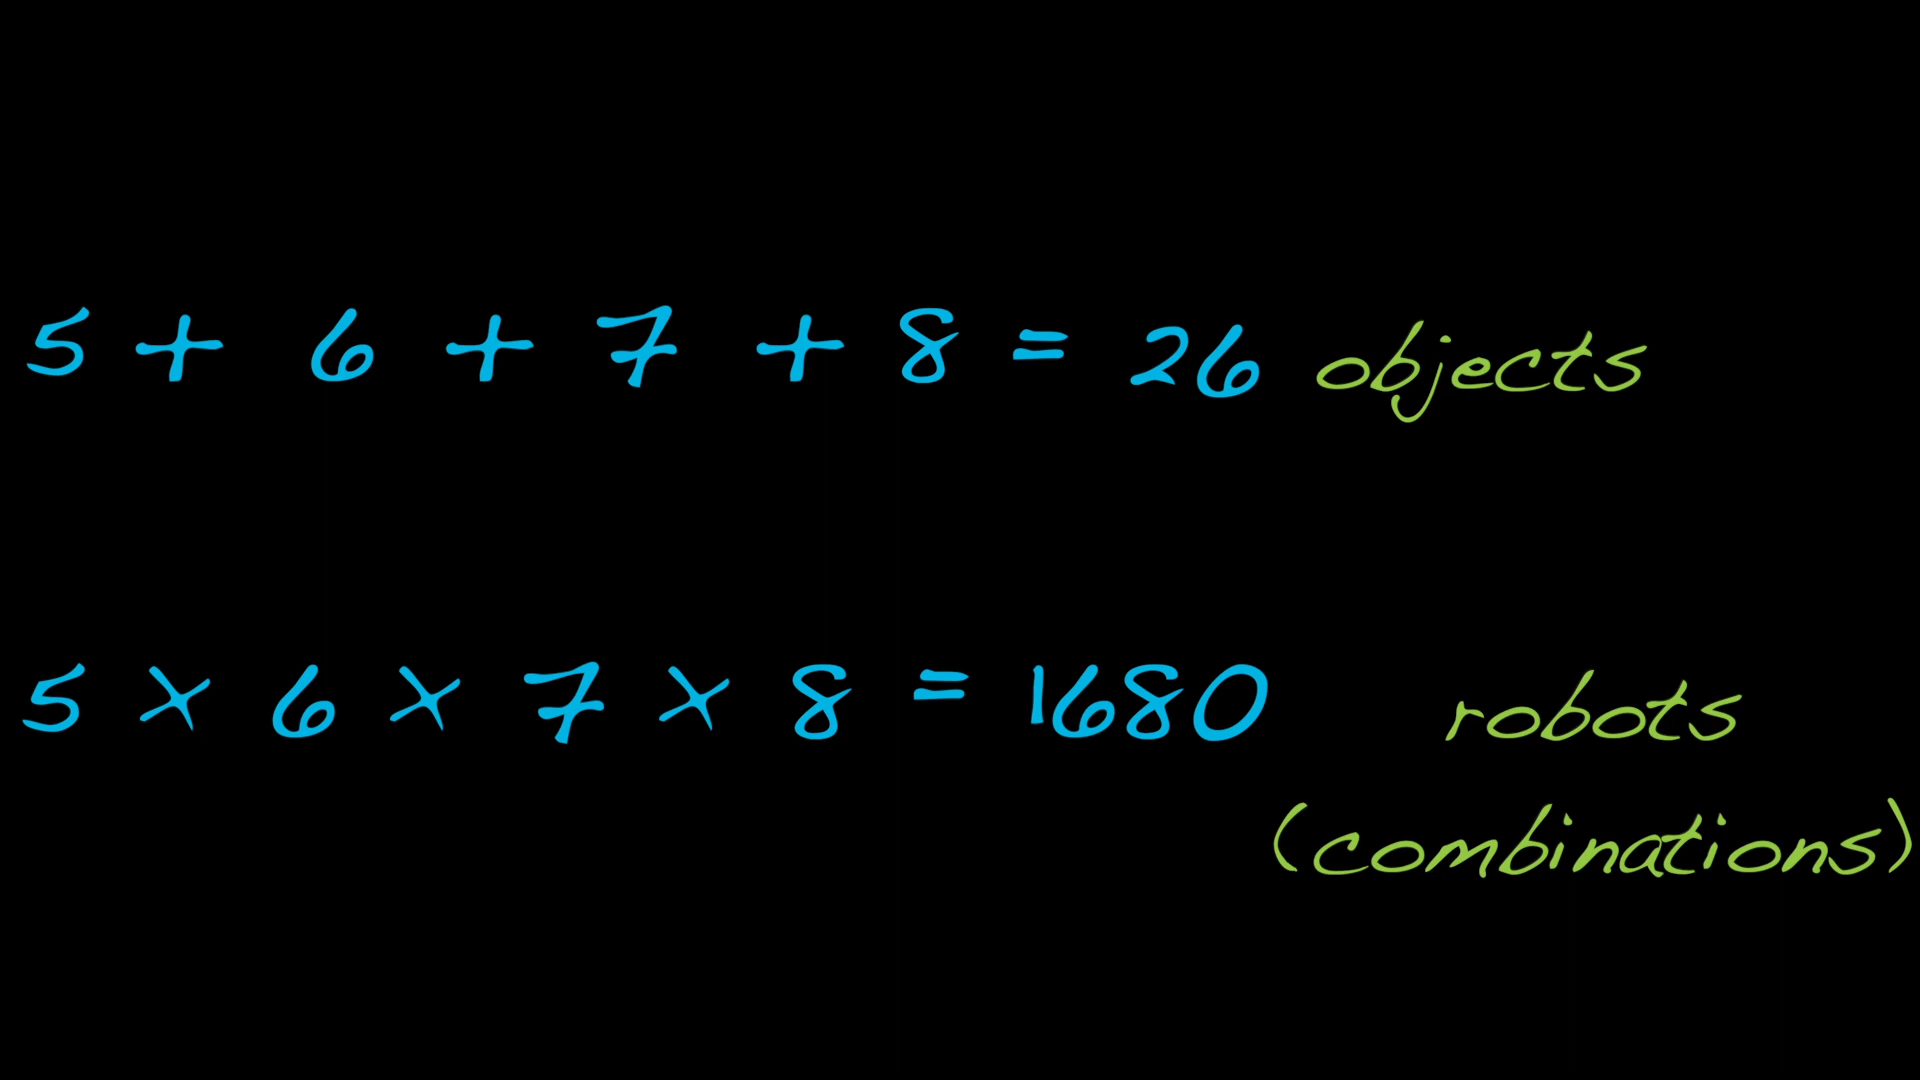 5 + 6 + 7 + 8 = 26 objects
5 × 6 × 7 × 8 = 1680 robots
(combinations)